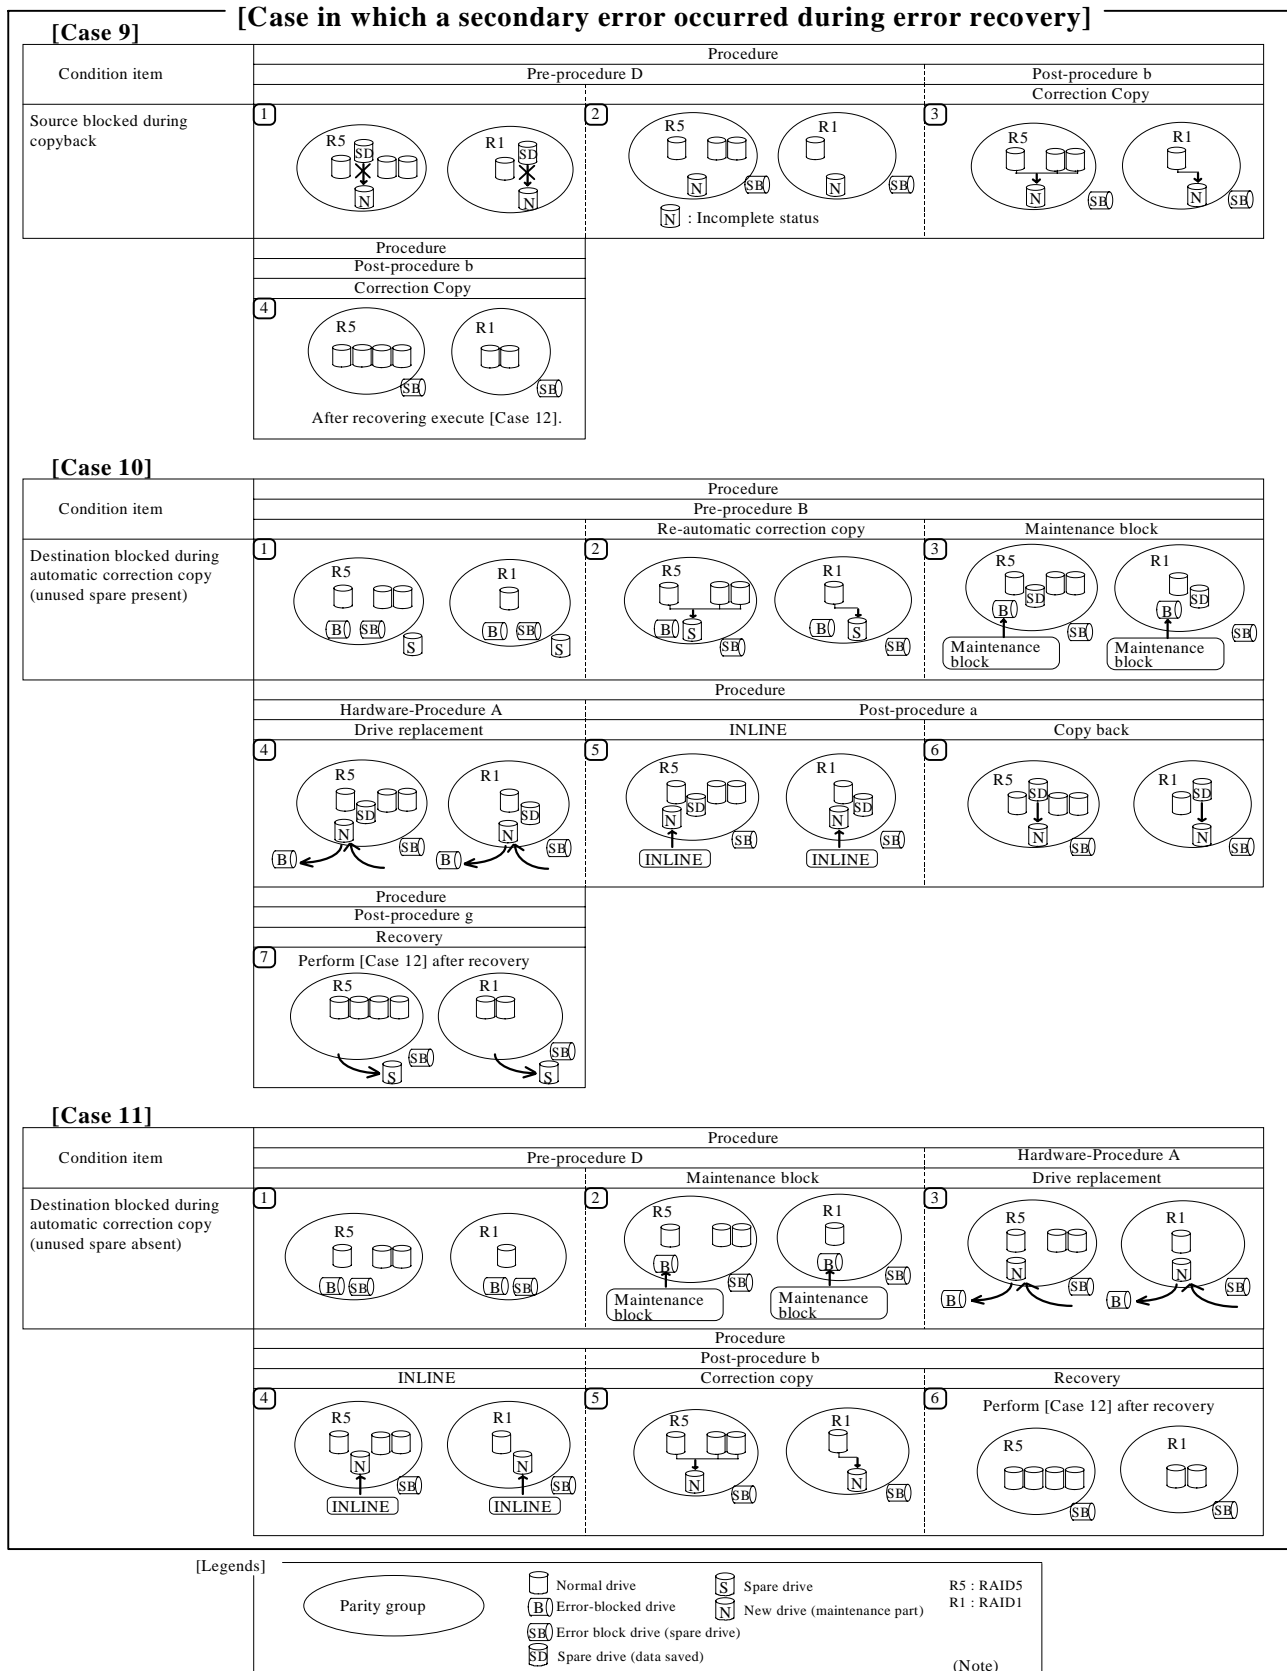 [Case in which a secondary error occurred during error recovery]
[Case 9]
Condition item
Procedure
Pre-procedure D
Post-procedure b
Correction Copy
Source blocked during
copyback
1
R5
SD
N
R1
SD
N
2
R5
N
SB
R1
N
SB
N : Incomplete status
3
R5
N
SB
R1
N
SB
Procedure
Post-procedure b
Correction Copy
4
R5
SB
R1
SB
After recovering execute [Case 12].
[Case 10]
Condition item
Procedure
Pre-procedure B
Re-automatic correction copy
Maintenance block
Destination blocked during
automatic correction copy
(unused spare present)
1
R5
B
SB
S
R1
B
SB
S
2
R5
B
S
SB
R1
B
S
SB
3
R5
SD
B
SB
Maintenance
block
R1
SD
B
SB
Maintenance
block
Procedure
Hardware-Procedure A
Post-procedure a
Drive replacement
INLINE
Copy back
4
R5
SD
N
SB
B
R1
SD
N
SB
B
5
R5
SD
N
SB
INLINE
R1
SD
N
SB
INLINE
6
R5
SD
N
SB
R1
SD
N
SB
Procedure
Post-procedure g
Recovery
7
Perform [Case 12] after recovery
R5
SB
S
R1
SB
S
[Case 11]
Condition item
Procedure
Pre-procedure D
Hardware-Procedure A
Maintenance block
Drive replacement
Destination blocked during
automatic correction copy
(unused spare absent)
1
R5
B
SB
R1
B
SB
2
R5
B
SB
Maintenance
block
R1
B
SB
Maintenance
block
3
R5
N
SB
B
R1
N
SB
B
Procedure
Post-procedure b
INLINE
Correction copy
Recovery
4
R5
N
SB
INLINE
R1
N
SB
INLINE
5
R5
N
SB
R1
N
SB
6
Perform [Case 12] after recovery
R5
SB
R1
SB
[Legends]
Parity group
Normal drive
B Error-blocked drive
SB Error block drive (spare drive)
SD Spare drive (data saved)
S Spare drive
N New drive (maintenance part)
R5 : RAID5
R1 : RAID1
(Note)